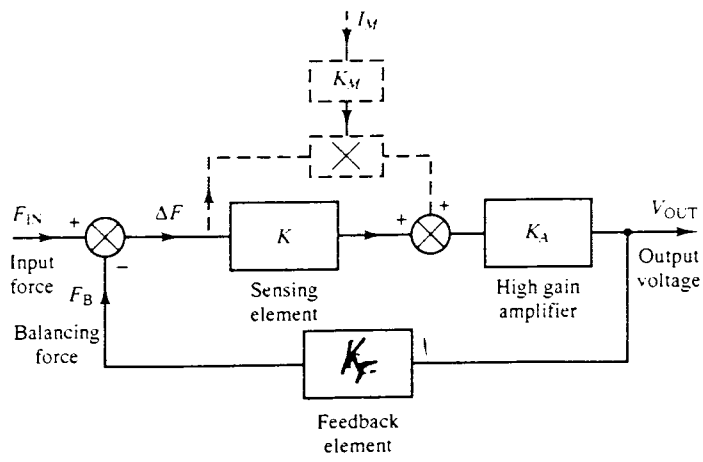 I_M
K_M
F_IN
+
ΔF
K
+
+
K_A
V_OUT
Input
force
−
F_B
Sensing
element
High gain
amplifier
Output
voltage
Balancing
force
K_F
Feedback
element